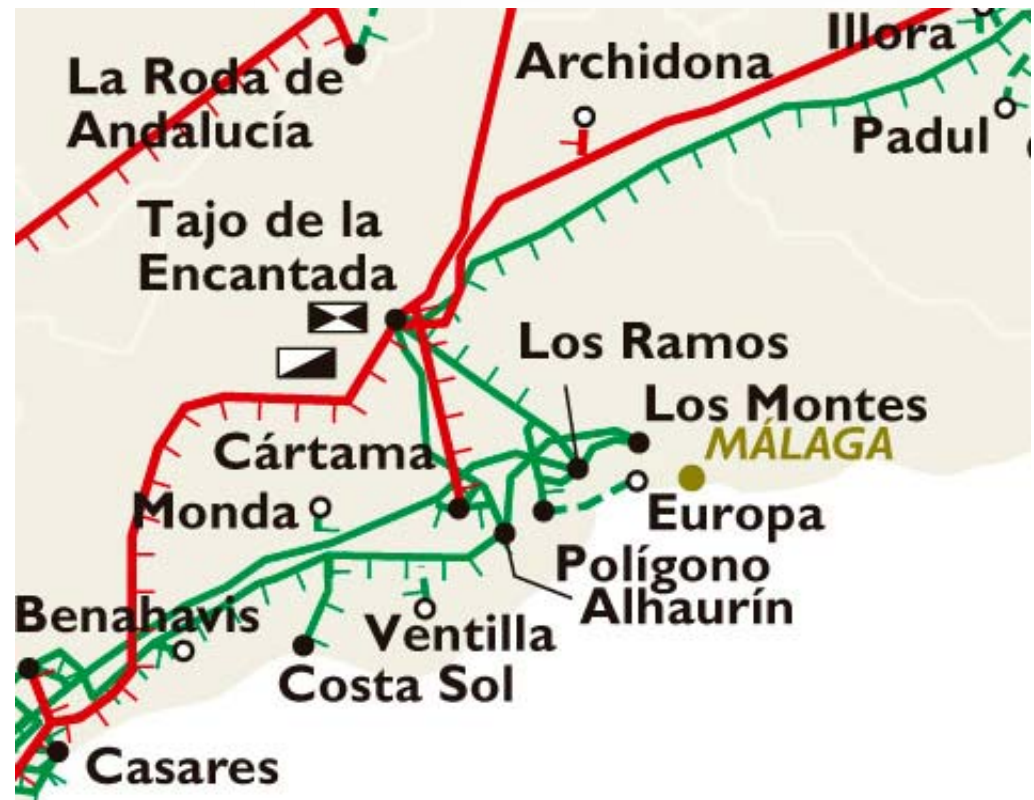 Illora
La Roda de
Andalucía
Archidona
Padul
Tajo de la
Encantada
Los Ramos
Los Montes
MÁLAGA
Cártama
Monda
Europa
Polígono
Alhaurín
Benahavis
Ventilla
Costa Sol
Casares